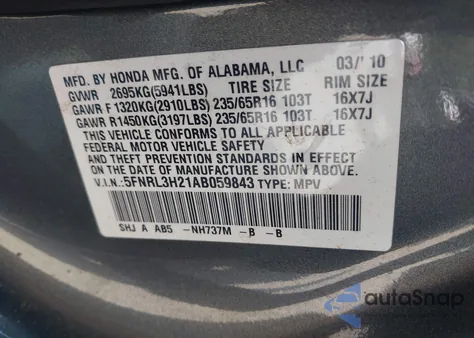 MFD. BY HONDA MFG. OF ALABAMA, LLC 03/'10
GVWR 2695KG(5941LBS) TIRE SIZE RIM SIZE
GAWR F 1320KG(2910LBS) 235/65R16 103T 16X7J
GAWR R 1450KG(3197LBS) 235/65R16 103T 16X7J
THIS VEHICLE CONFORMS TO ALL APPLICABLE
FEDERAL MOTOR VEHICLE SAFETY
STANDARDS IN EFFECT ON THE
DATE OF MANUFACTURE SHOWN ABOVE.
V.I.N.:5FNRL3H21AB059843 TYPE: MPV
SHJ A AB5 -NH737M -B -B
autoSnap